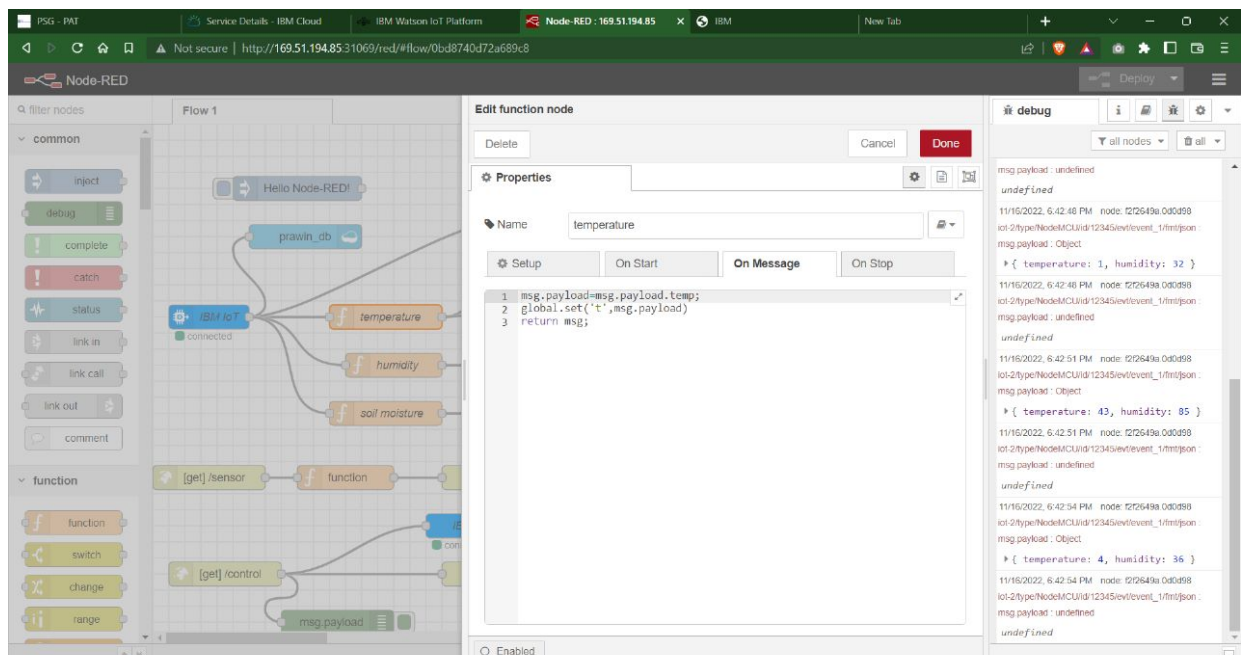 PSG - PAT
Service Details - IBM Cloud
IBM Watson IoT Platform
Node-RED : 169.51.194.85
IBM
New Tab
Not secure | http://169.51.194.85:31069/red/#flow/0bd8740d72a689c8
Node-RED
Deploy
filter nodes
common
inject
debug
complete
catch
status
link in
link call
link out
comment
function
function
switch
change
range
Flow 1
Hello Node-RED!
prawin_db
IBM IoT
connected
temperature
humidity
soil moisture
[get] /sensor
function
[get] /control
msg.payload
Edit function node
Delete
Cancel
Done
Properties
Name
temperature
Setup
On Start
On Message
On Stop
1 msg.payload=msg.payload.temp;
2 global.set('t',msg.payload)
3 return msg;
Enabled
debug
all nodes
all
msg.payload : undefined
undefined
11/16/2022, 6:42:48 PM node: f2f2649a.0d0d98
iot-2/type/NodeMCU/id/12345/evt/event_1/fmt/json :
msg.payload : Object
{ temperature: 1, humidity: 32 }
11/16/2022, 6:42:48 PM node: f2f2649a.0d0d98
iot-2/type/NodeMCU/id/12345/evt/event_1/fmt/json :
msg.payload : undefined
undefined
11/16/2022, 6:42:51 PM node: f2f2649a.0d0d98
iot-2/type/NodeMCU/id/12345/evt/event_1/fmt/json :
msg.payload : Object
{ temperature: 43, humidity: 85 }
11/16/2022, 6:42:51 PM node: f2f2649a.0d0d98
iot-2/type/NodeMCU/id/12345/evt/event_1/fmt/json :
msg.payload : undefined
undefined
11/16/2022, 6:42:54 PM node: f2f2649a.0d0d98
iot-2/type/NodeMCU/id/12345/evt/event_1/fmt/json :
msg.payload : Object
{ temperature: 4, humidity: 36 }
11/16/2022, 6:42:54 PM node: f2f2649a.0d0d98
iot-2/type/NodeMCU/id/12345/evt/event_1/fmt/json :
msg.payload : undefined
undefined